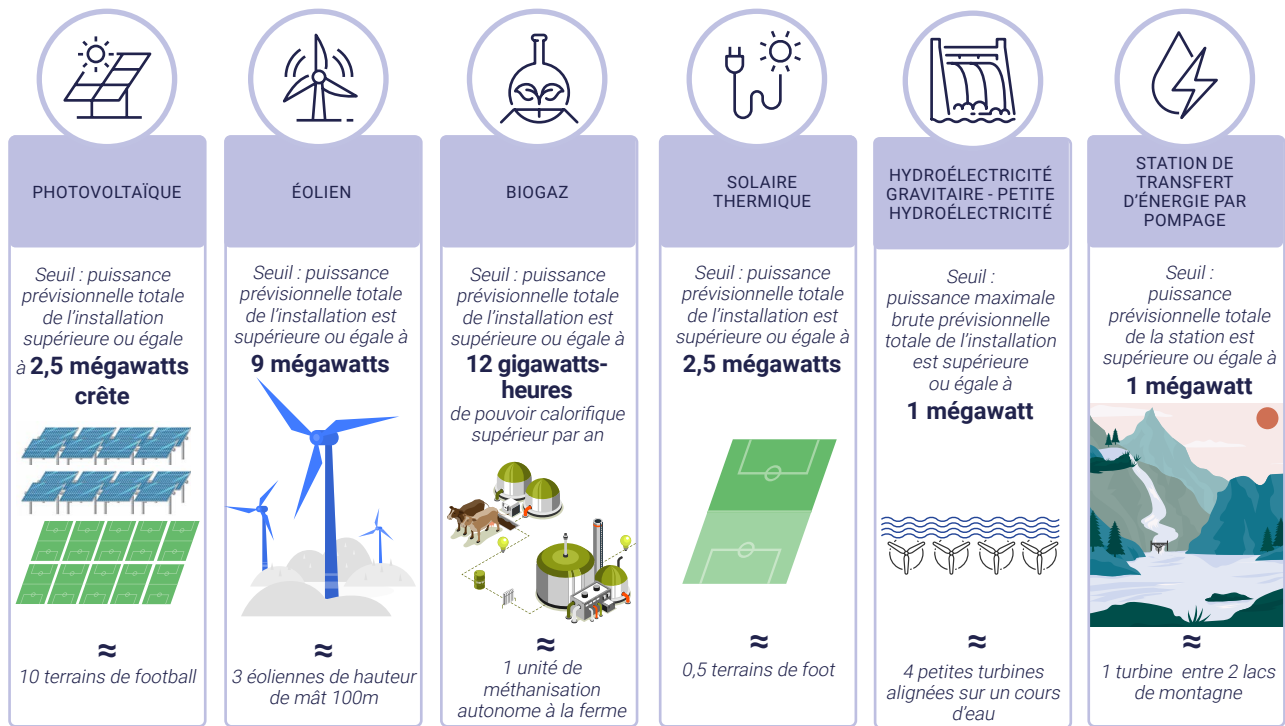 PHOTOVOLTAÏQUE
Seuil : puissance
prévisionnelle totale
de l'installation
supérieure ou égale
à 2,5 mégawatts
crête
≈
10 terrains de football
ÉOLIEN
Seuil : puissance
prévisionnelle totale
de l'installation est
supérieure ou égale à
9 mégawatts
≈
3 éoliennes de hauteur
de mât 100m
BIOGAZ
Seuil : puissance
prévisionnelle totale
de l'installation est
supérieure ou égale à
12 gigawatts-
heures
de pouvoir calorifique
supérieur par an
≈
1 unité de
méthanisation
autonome à la ferme
SOLAIRE
THERMIQUE
Seuil : puissance
prévisionnelle totale
de l'installation est
supérieure ou égale à
2,5 mégawatts
≈
0,5 terrains de foot
HYDROÉLECTRICITÉ
GRAVITAIRE - PETITE
HYDROÉLECTRICITÉ
Seuil :
puissance maximale
brute prévisionnelle
totale de l'installation
est supérieure
ou égale à
1 mégawatt
≈
4 petites turbines
alignées sur un cours
d'eau
STATION DE
TRANSFERT
D'ÉNERGIE PAR
POMPAGE
Seuil :
puissance
prévisionnelle totale
de la station est
supérieure ou égale à
1 mégawatt
≈
1 turbine entre 2 lacs
de montagne